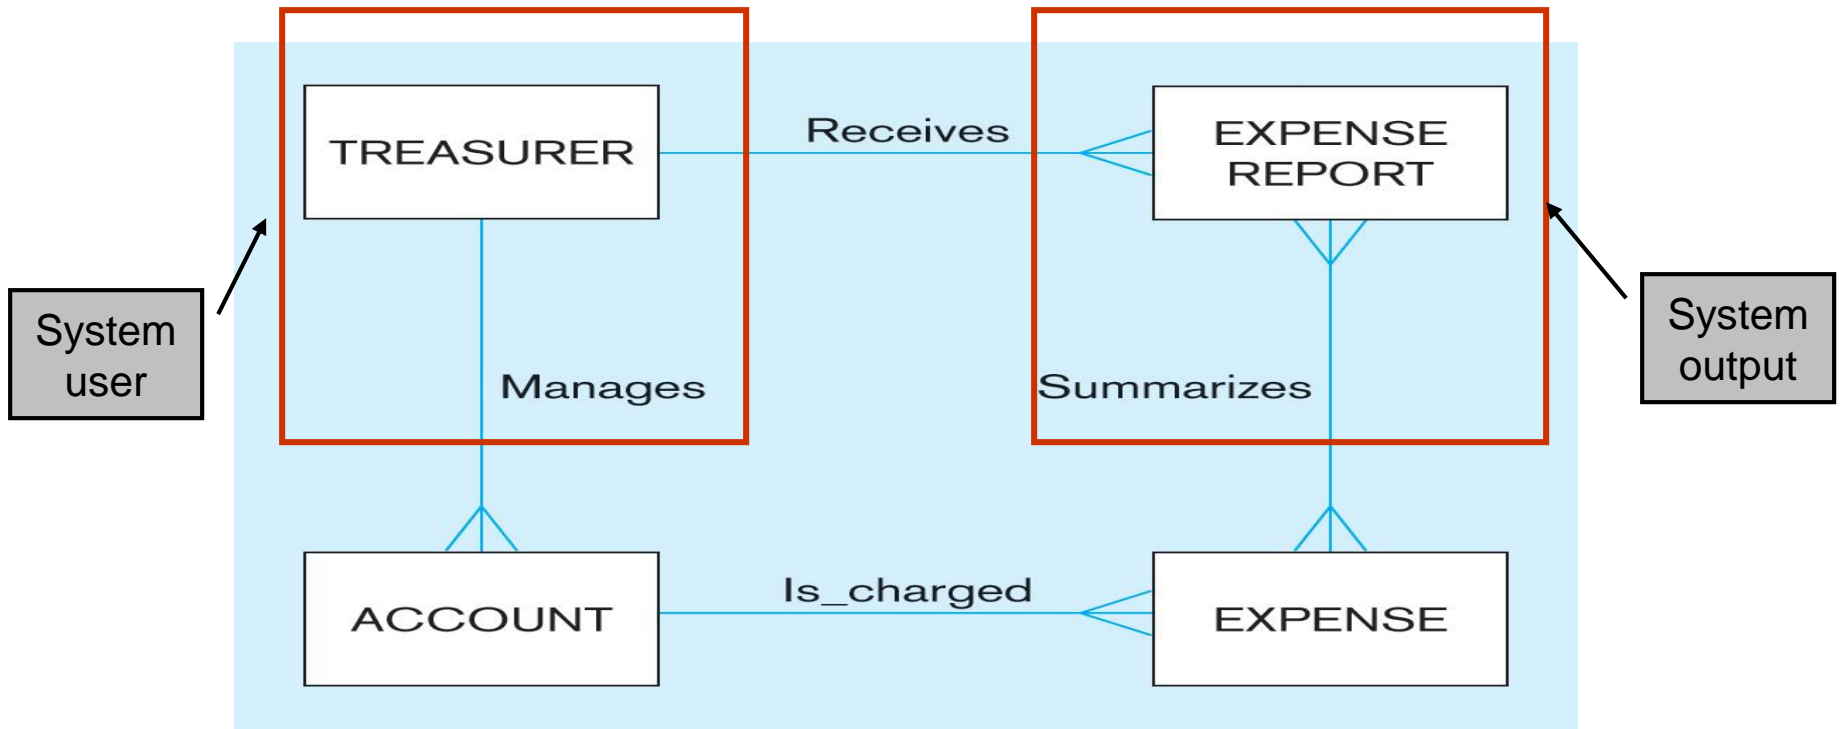 TREASURER
Receives
EXPENSE
REPORT
System
user
System
output
Manages
Summarizes
ACCOUNT
Is_charged
EXPENSE